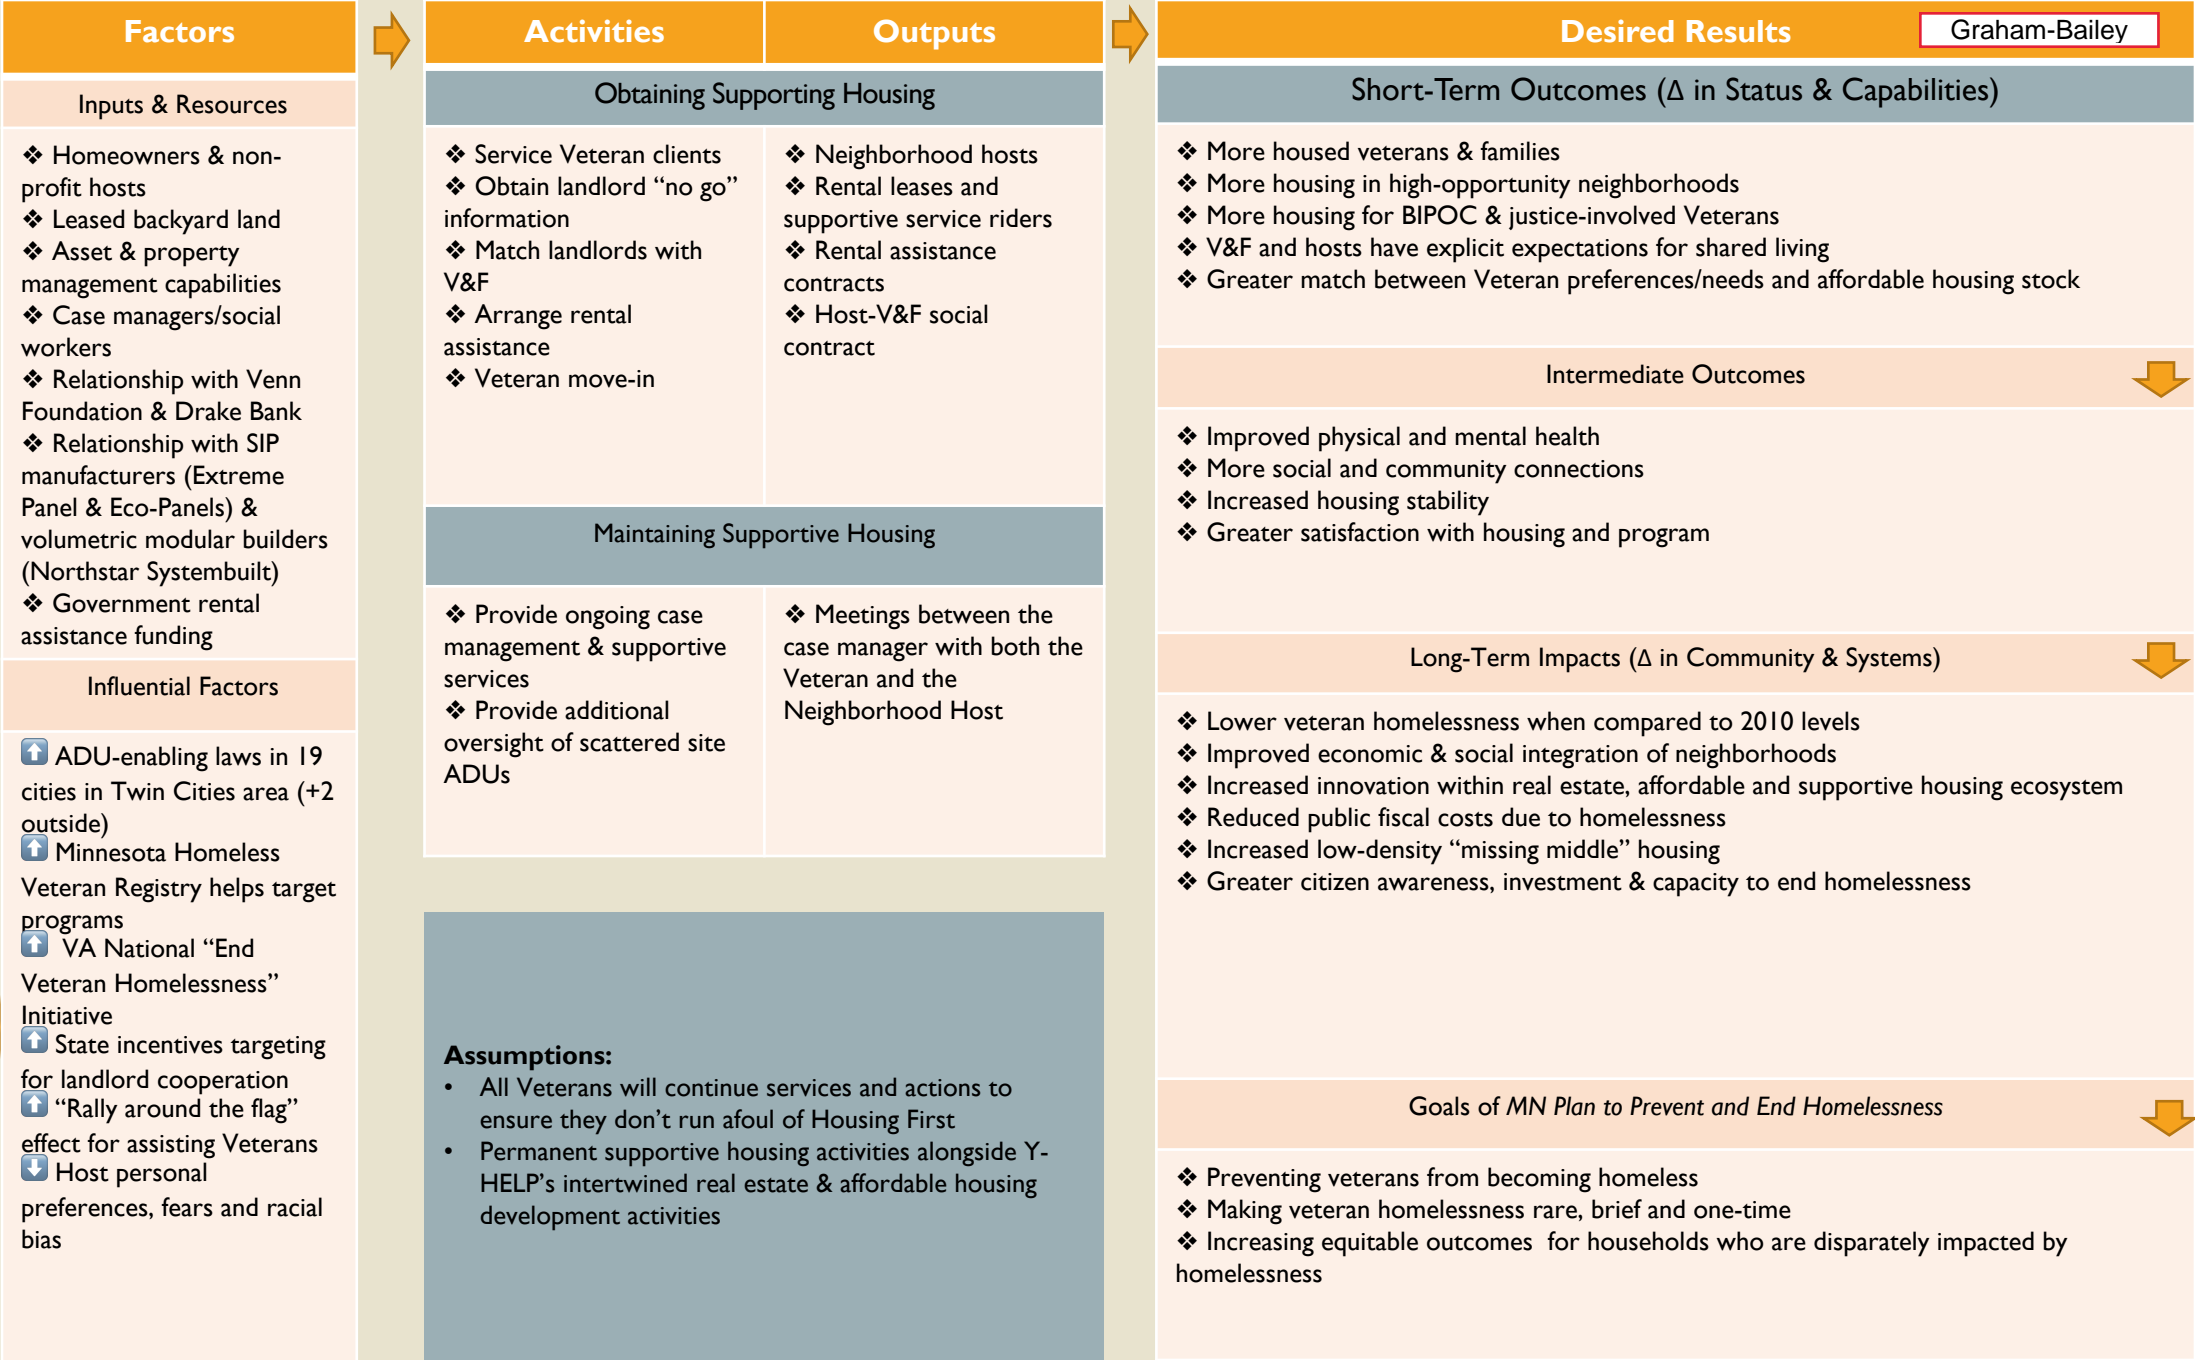 Factors
Inputs & Resources
❖ Homeowners & non-
profit hosts
❖ Leased backyard land
❖ Asset & property
management capabilities
❖ Case managers/social
workers
❖ Relationship with Venn
Foundation & Drake Bank
❖ Relationship with SIP
manufacturers (Extreme
Panel & Eco-Panels) &
volumetric modular builders
(Northstar Systembuilt)
❖ Government rental
assistance funding
Influential Factors
⬆ ADU-enabling laws in 19
cities in Twin Cities area (+2
outside)
⬆ Minnesota Homeless
Veteran Registry helps target
programs
⬆ VA National “End
Veteran Homelessness”
Initiative
⬆ State incentives targeting
for landlord cooperation
⬆ “Rally around the flag”
effect for assisting Veterans
⬇ Host personal
preferences, fears and racial
bias
Activities
Outputs
Obtaining Supporting Housing
❖ Service Veteran clients
❖ Obtain landlord “no go”
information
❖ Match landlords with
V&F
❖ Arrange rental
assistance
❖ Veteran move-in
❖ Neighborhood hosts
❖ Rental leases and
supportive service riders
❖ Rental assistance
contracts
❖ Host-V&F social
contract
Maintaining Supportive Housing
❖ Provide ongoing case
management & supportive
services
❖ Provide additional
oversight of scattered site
ADUs
❖ Meetings between the
case manager with both the
Veteran and the
Neighborhood Host
Assumptions:
• All Veterans will continue services and actions to
ensure they don’t run afoul of Housing First
• Permanent supportive housing activities alongside Y-
HELP’s intertwined real estate & affordable housing
development activities
Desired Results
Graham-Bailey
Short-Term Outcomes (Δ in Status & Capabilities)
❖ More housed veterans & families
❖ More housing in high-opportunity neighborhoods
❖ More housing for BIPOC & justice-involved Veterans
❖ V&F and hosts have explicit expectations for shared living
❖ Greater match between Veteran preferences/needs and affordable housing stock
Intermediate Outcomes
❖ Improved physical and mental health
❖ More social and community connections
❖ Increased housing stability
❖ Greater satisfaction with housing and program
Long-Term Impacts (Δ in Community & Systems)
❖ Lower veteran homelessness when compared to 2010 levels
❖ Improved economic & social integration of neighborhoods
❖ Increased innovation within real estate, affordable and supportive housing ecosystem
❖ Reduced public fiscal costs due to homelessness
❖ Increased low-density “missing middle” housing
❖ Greater citizen awareness, investment & capacity to end homelessness
Goals of MN Plan to Prevent and End Homelessness
❖ Preventing veterans from becoming homeless
❖ Making veteran homelessness rare, brief and one-time
❖ Increasing equitable outcomes for households who are disparately impacted by
homelessness